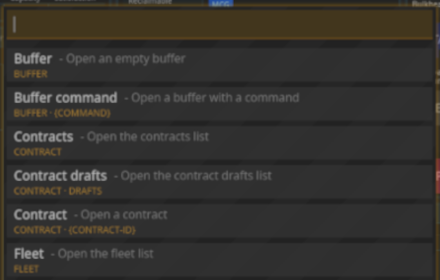 Reclaimable
MDS
Buffer - Open an empty buffer
BUFFER
Buffer command - Open a buffer with a command
BUFFER · {COMMAND}
Contracts - Open the contracts list
CONTRACT
Contract drafts - Open the contract drafts list
CONTRACT · DRAFTS
Contract - Open a contract
CONTRACT · {CONTRACT-ID}
Fleet - Open the fleet list
FLEET